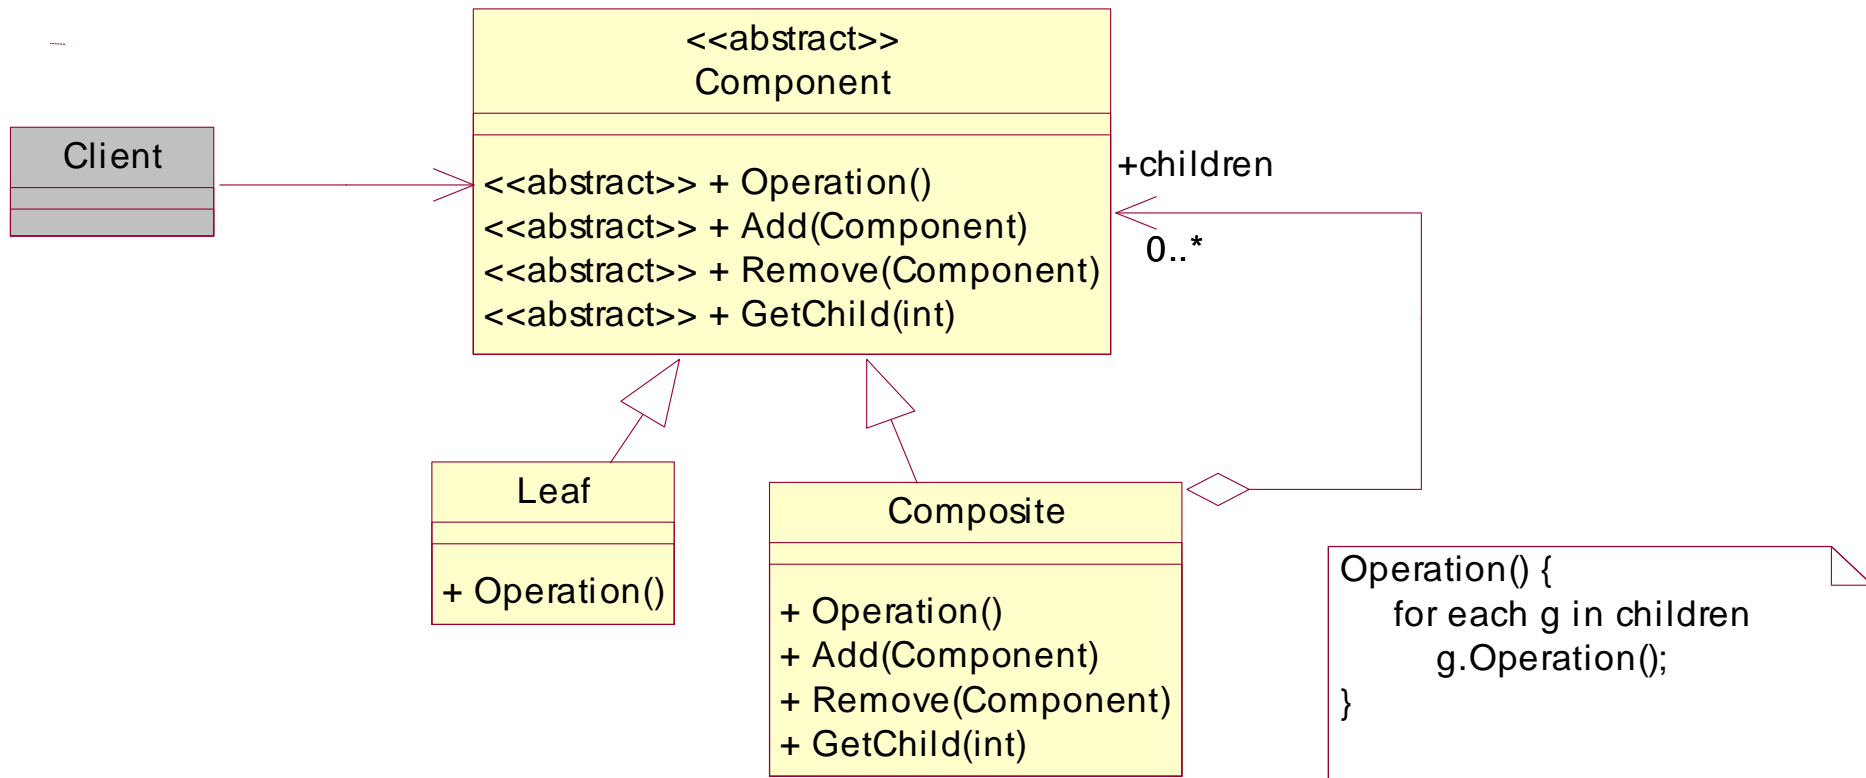 <<abstract>>
Component
Client
<<abstract>> + Operation()
<<abstract>> + Add(Component)
<<abstract>> + Remove(Component)
<<abstract>> + GetChild(int)
+children
0..*
Leaf
+ Operation()
Composite
+ Operation()
+ Add(Component)
+ Remove(Component)
+ GetChild(int)
Operation() {
for each g in children
g.Operation();
}